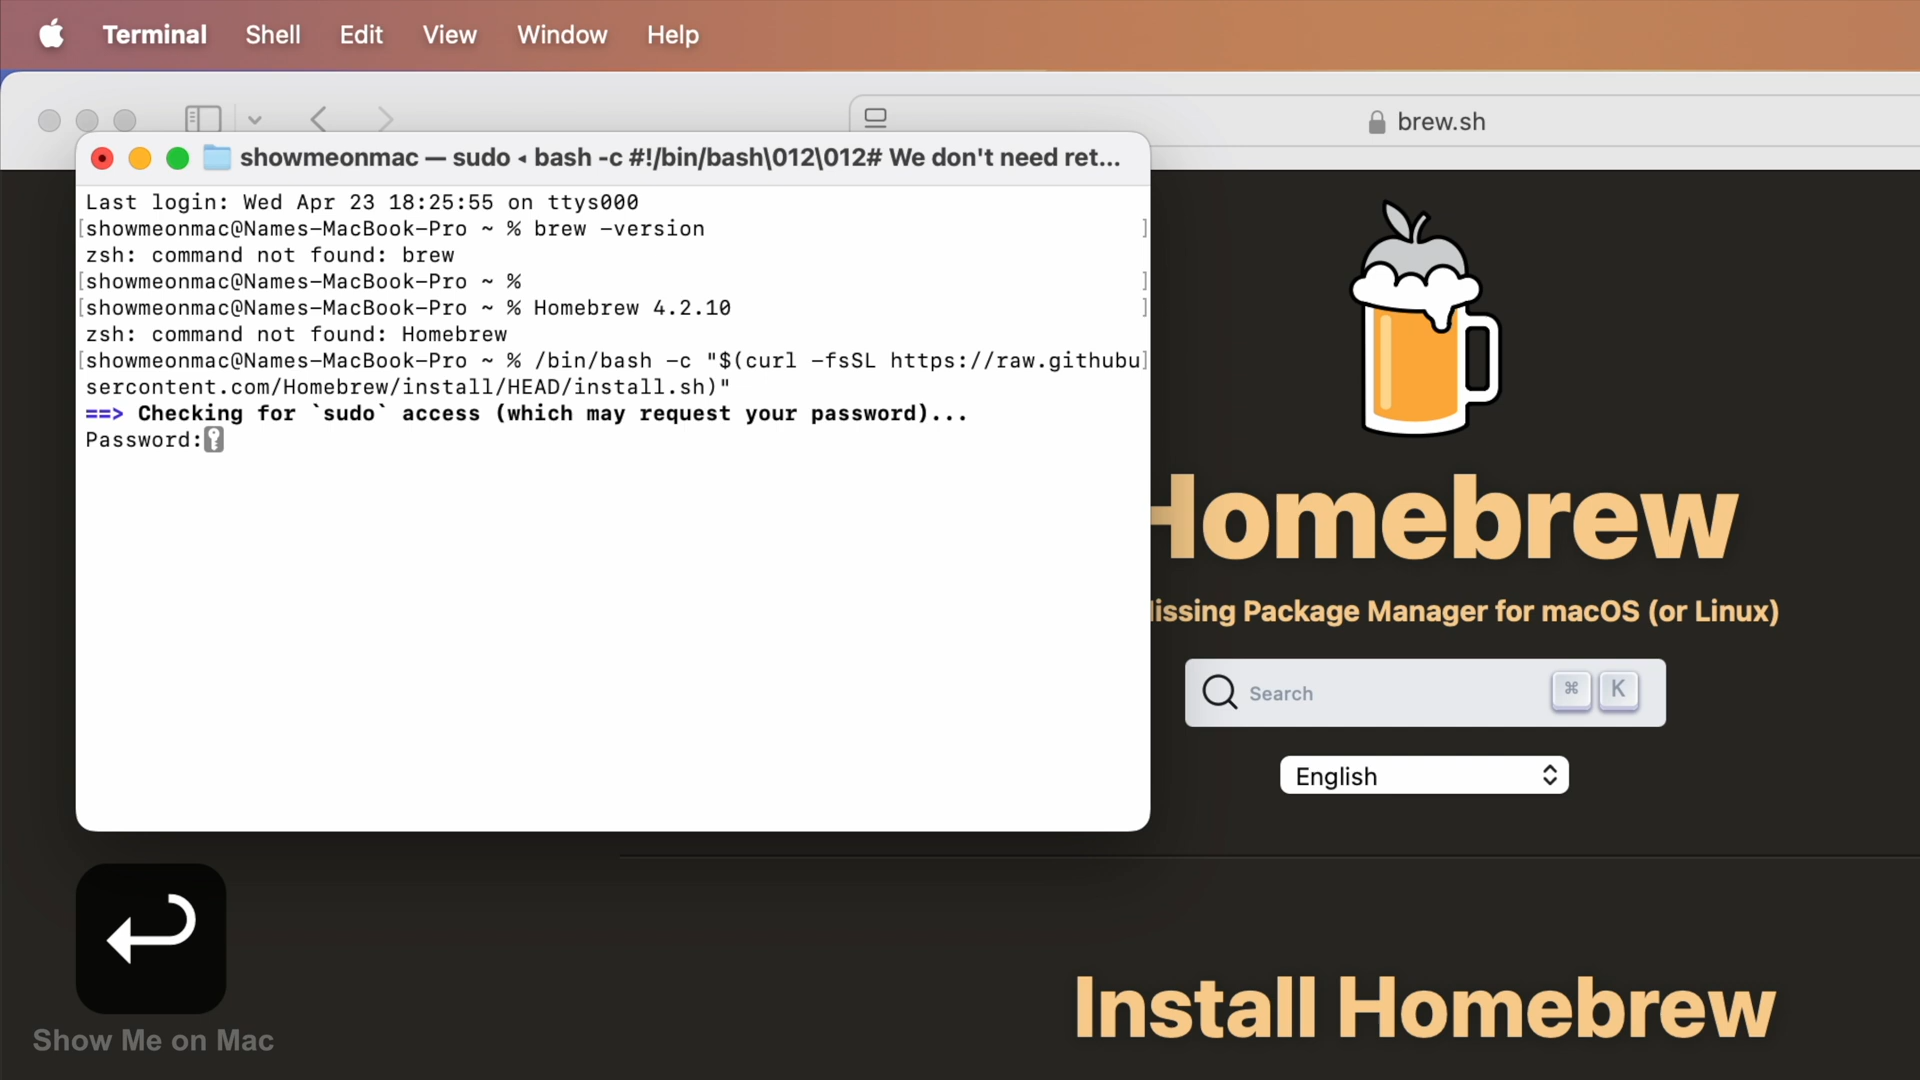 Terminal Shell Edit View Window Help
brew.sh
showmeonmac — sudo ◂ bash -c #!/bin/bash\012\012# We don't need ret...
Last login: Wed Apr 23 18:25:55 on ttys000
[showmeonmac@Names-MacBook-Pro ~ % brew -version ]
zsh: command not found: brew
[showmeonmac@Names-MacBook-Pro ~ % ]
[showmeonmac@Names-MacBook-Pro ~ % Homebrew 4.2.10 ]
zsh: command not found: Homebrew
[showmeonmac@Names-MacBook-Pro ~ % /bin/bash -c "$(curl -fsSL https://raw.githubu]
sercontent.com/Homebrew/install/HEAD/install.sh)"
==> Checking for `sudo` access (which may request your password)...
Password:
Homebrew
issing Package Manager for macOS (or Linux)
Search ⌘ K
English
Install Homebrew
Show Me on Mac